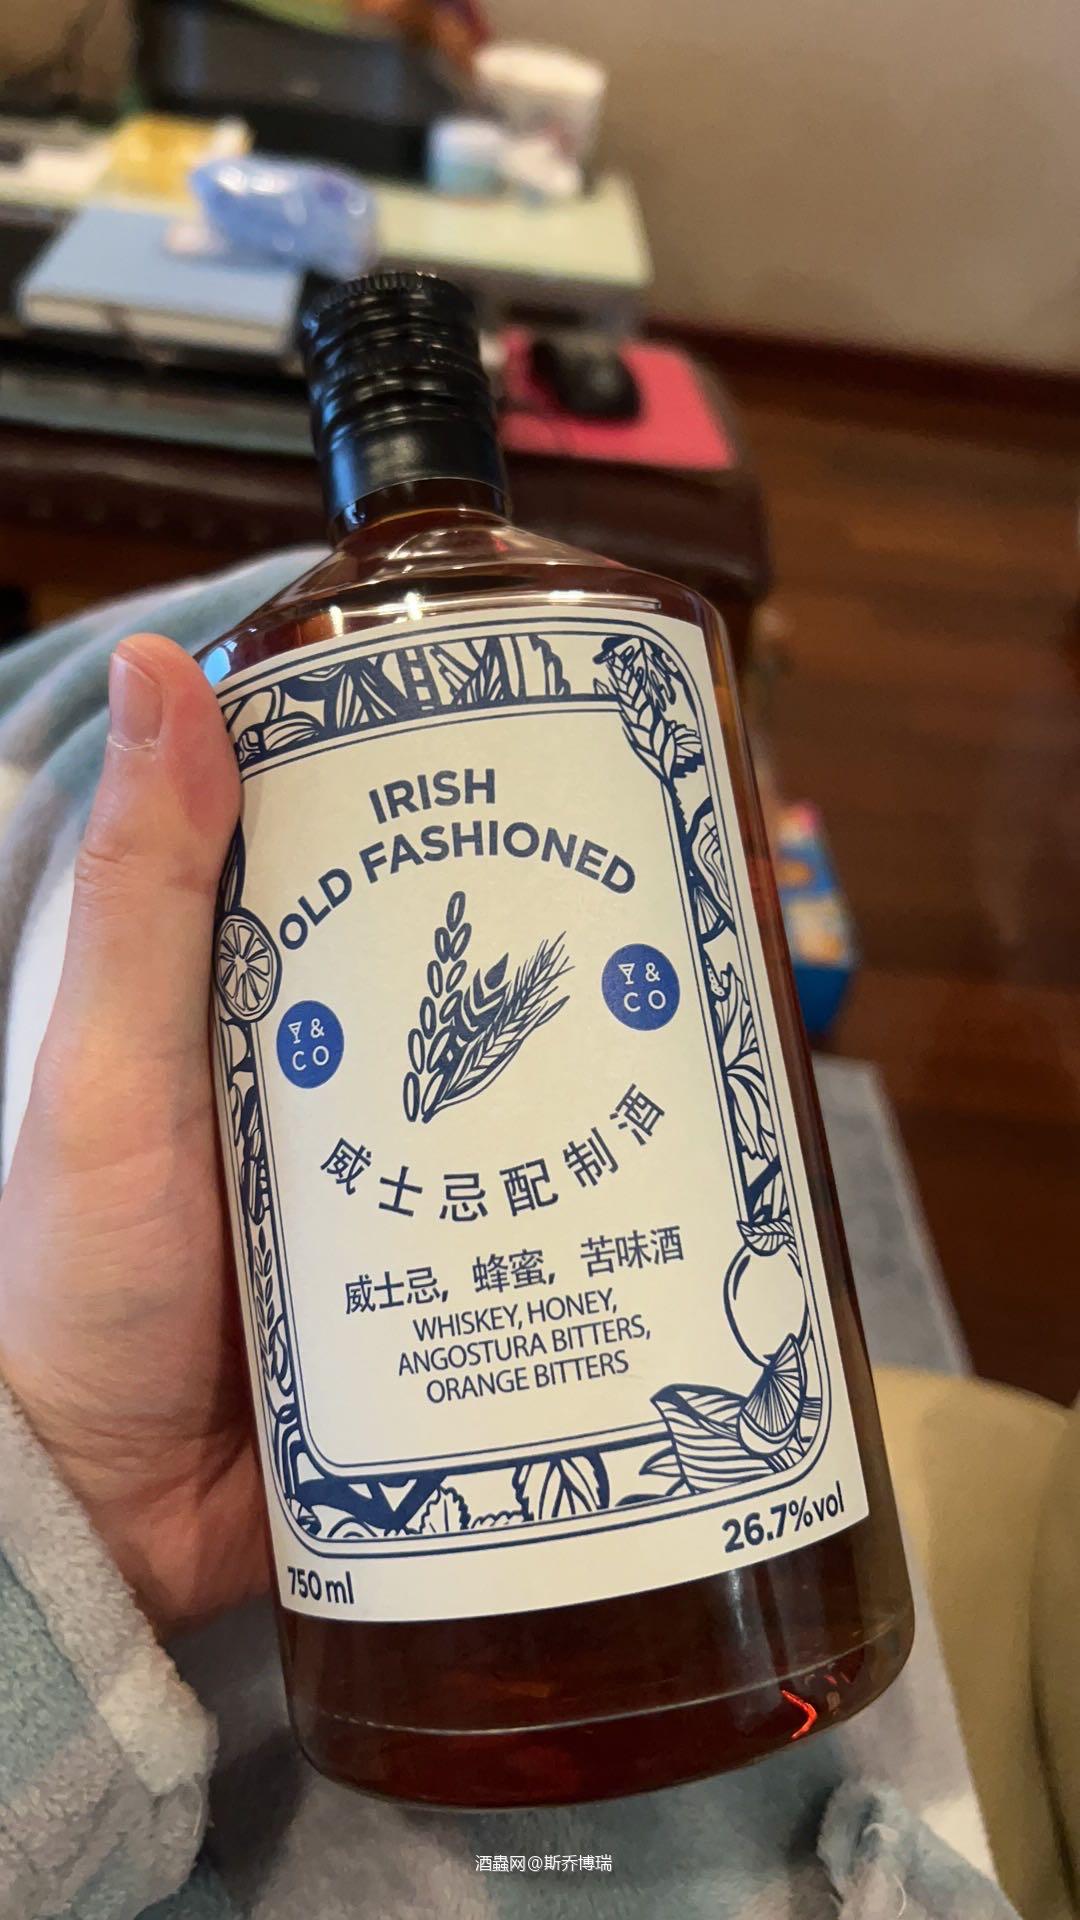 IRISH
OLD FASHIONED
&
CO
&
CO
威士忌配制酒
威士忌，蜂蜜，苦味酒
WHISKEY, HONEY,
ANGOSTURA BITTERS,
ORANGE BITTERS
750ml
26.7%vol
酒蟲网@斯乔博瑞